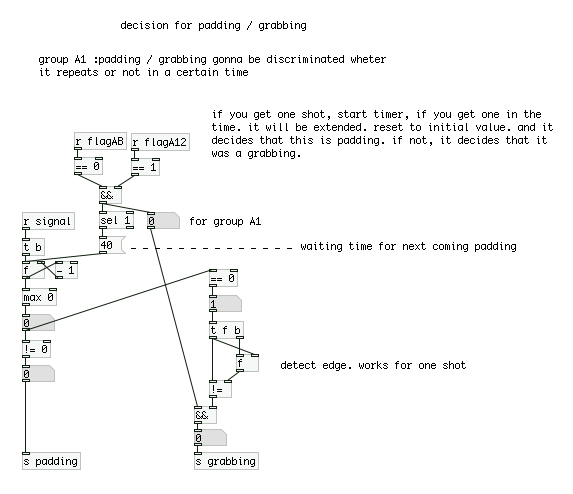 decision for padding / grabbing
group A1 :padding / grabbing gonna be discriminated wheter
it repeats or not in a certain time
if you get one shot, start timer, if you get one in the
time. it will be extended. reset to initial value. and it
decides that this is padding. if not, it decides that it
was a grabbing.
r flagAB
r flagA12
== 0
== 1
&&
r signal
sel 1
0
for group A1
t b
40
- - - - - - - - - - - - - - - waiting time for next coming padding
f
- 1
== 0
max 0
1
0
t f b
!= 0
f
detect edge. works for one shot
0
!=
&&
0
s padding
s grabbing